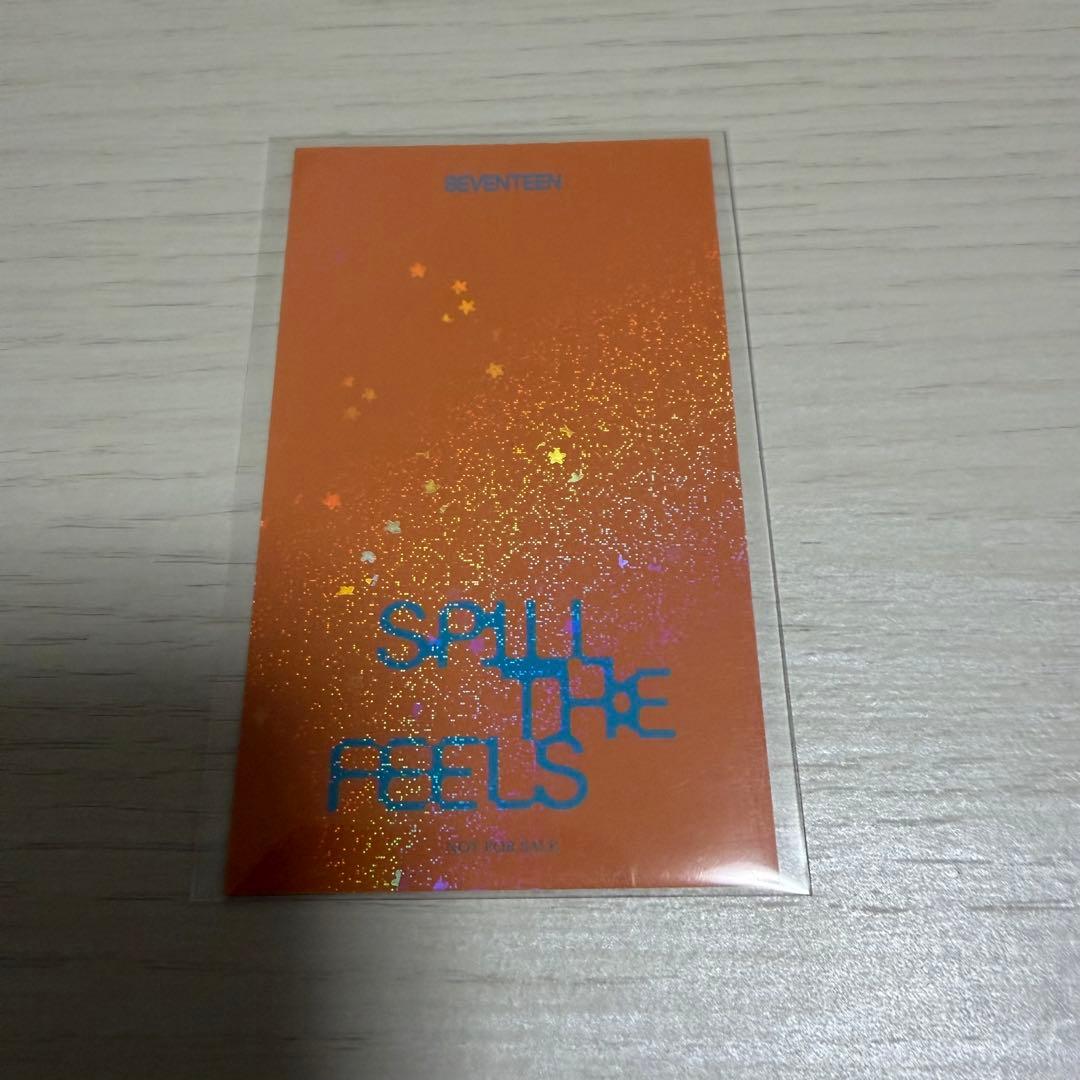 SEVENTEEN
SPILL
THE
FEELS
NOT FOR SALE